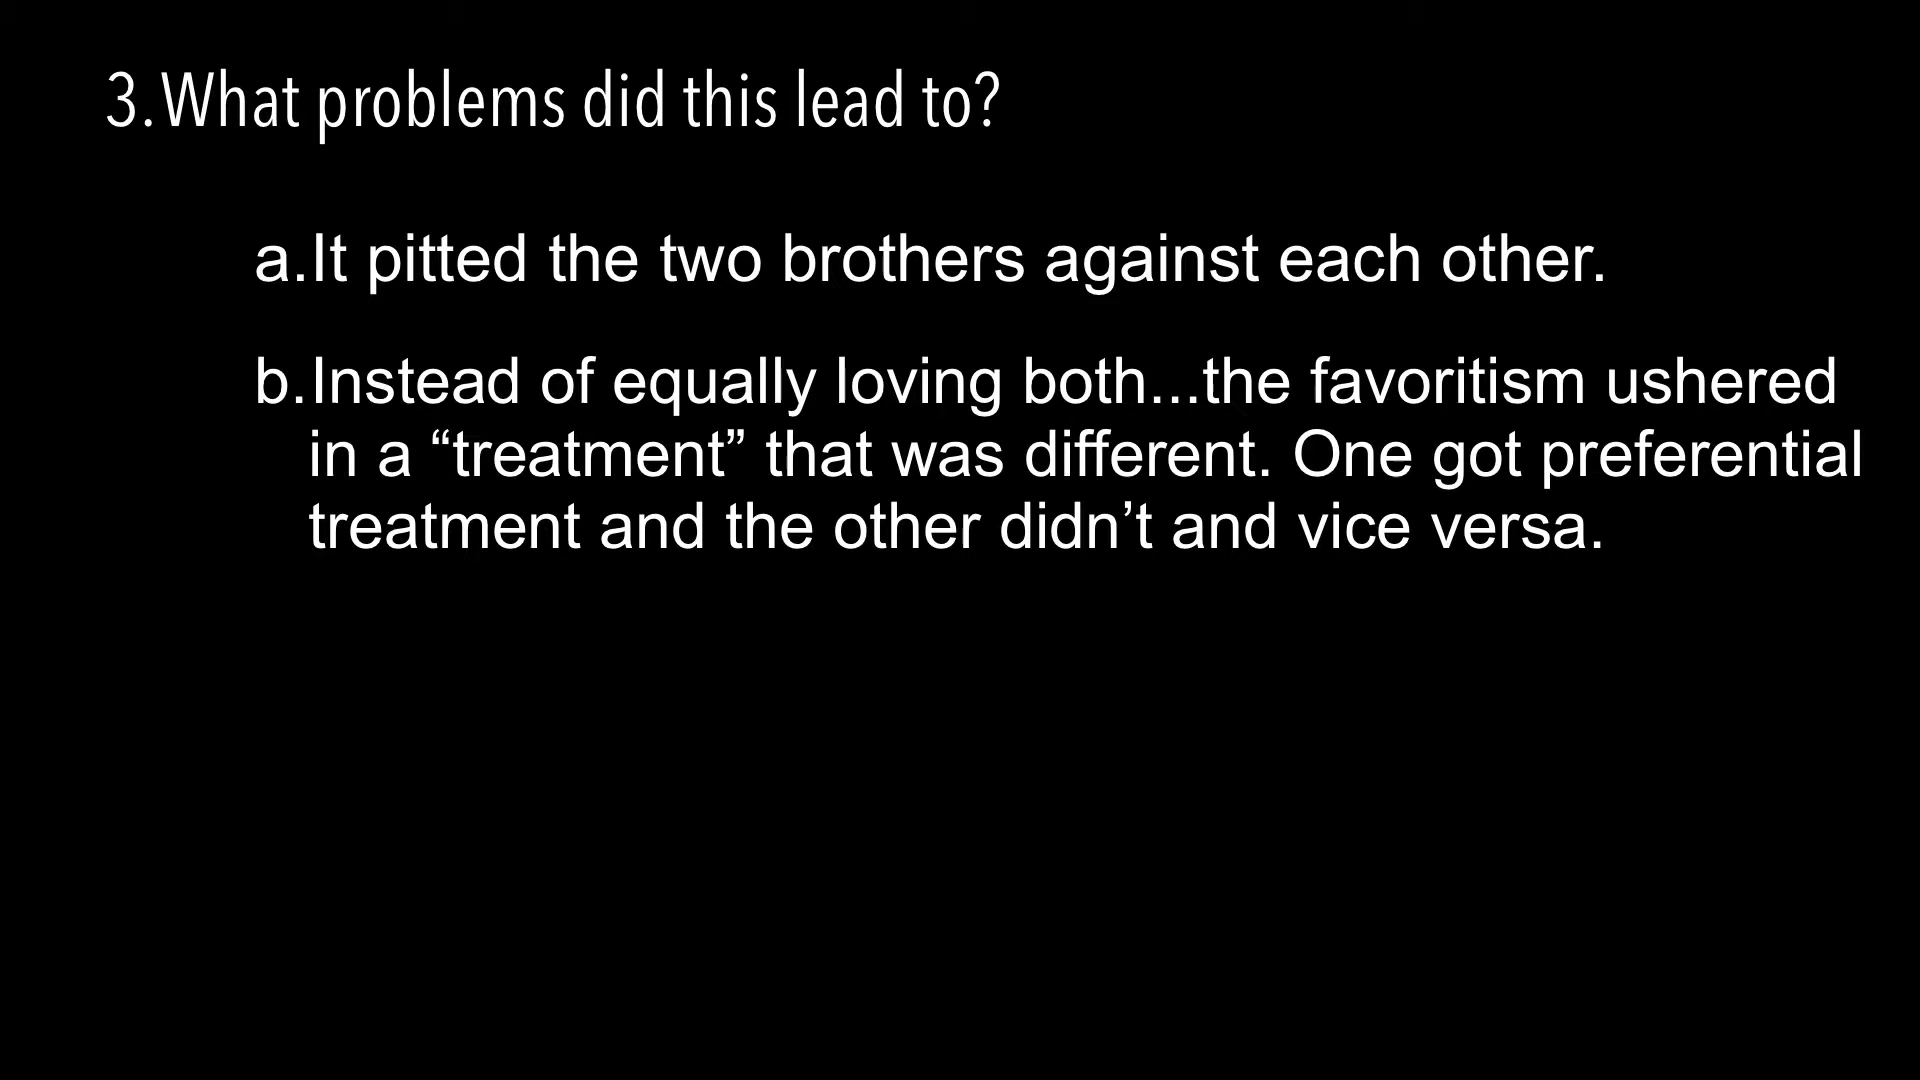 3.What problems did this lead to?
a.It pitted the two brothers against each other.
b.Instead of equally loving both...the favoritism ushered
in a “treatment” that was different. One got preferential
treatment and the other didn’t and vice versa.